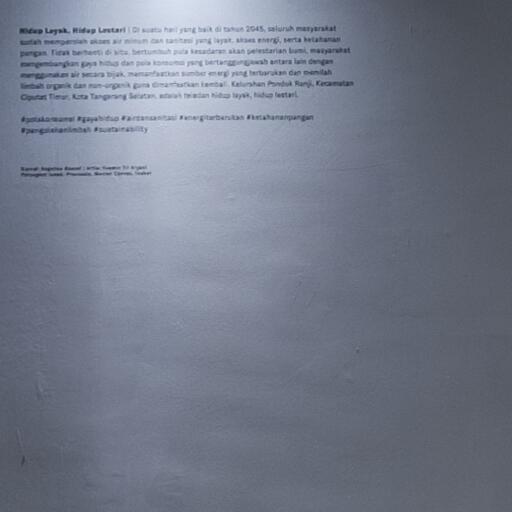 Hidup Layak, Hidup Lestari | Di suatu hari yang baik di tahun 2045, seluruh masyarakat
sudah memperoleh akses air minum dan sanitasi yang layak, akses energi, serta ketahanan
pangan. Tidak berhenti di situ, bertumbuh pula kesadaran akan pelestarian bumi, masyarakat
mengembangkan gaya hidup dan pola konsumsi yang bertanggungjawab antara lain dengan
menggunakan air secara bijak, memanfaatkan sumber energi yang terbarukan dan memilah
limbah organik dan non-organik guna dimanfaatkan kembali. Kelurahan Pondok Ranji, Kecamatan
Ciputat Timur, Kota Tangerang Selatan, adalah teladan hidup layak, hidup lestari.
#polakonsumsi #gayahidup #airdansanitasi #energiterbarukan #ketahananpangan
#pengolahanlimbah #sustainability